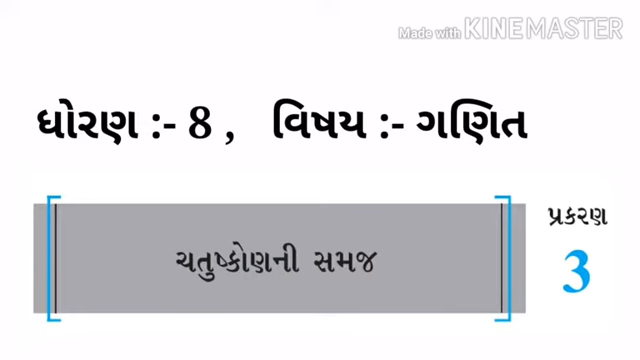 Made with KINEMASTER
ધોરણ :- 8 , વિષય :- ગણિત
પ્રકરણ
ચતુષ્કોણની સમજ
3